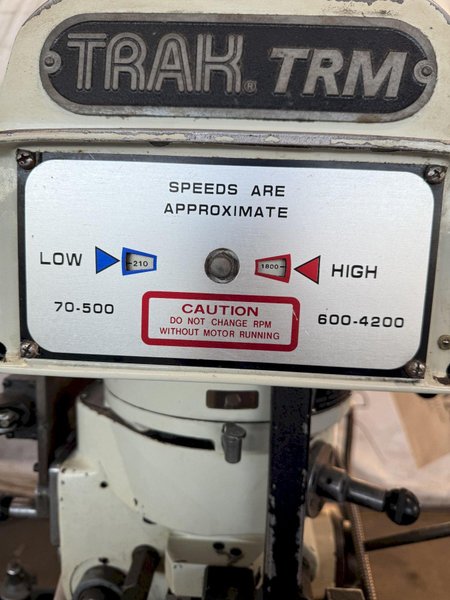 TRAK® TRM
SPEEDS ARE
APPROXIMATE
LOW 210 1800 HIGH
70-500 600-4200
CAUTION
DO NOT CHANGE RPM
WITHOUT MOTOR RUNNING